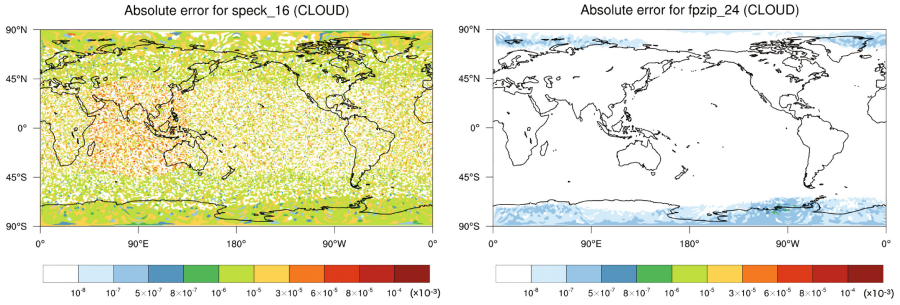 Absolute error for speck_16 (CLOUD)
90°N
45°N
0°
45°S
90°S
0° 90°E 180° 90°W 0°
10⁻⁸ 10⁻⁷ 5×10⁻⁷ 8×10⁻⁷ 10⁻⁶ 10⁻⁵ 3×10⁻⁵ 6×10⁻⁵ 8×10⁻⁵ 10⁻⁴ (×10⁻³)
Absolute error for fpzip_24 (CLOUD)
90°N
45°N
0°
45°S
90°S
0° 90°E 180° 90°W 0°
10⁻⁸ 10⁻⁷ 5×10⁻⁷ 8×10⁻⁷ 10⁻⁶ 10⁻⁵ 3×10⁻⁵ 6×10⁻⁵ 8×10⁻⁵ 10⁻⁴ (×10⁻³)